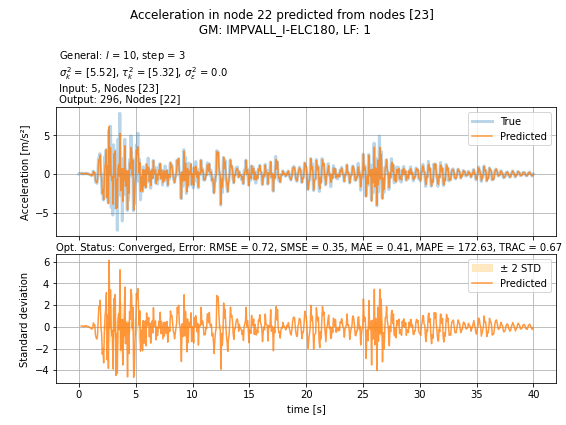 Acceleration in node 22 predicted from nodes [23]
GM: IMPVALL_I-ELC180, LF: 1
General: l = 10, step = 3
σ²ₖ = [5.52], τ²ₖ = [5.32], σ²ε = 0.0
Input: 5, Nodes [23]
Output: 296, Nodes [22]
True
Predicted
Acceleration [m/s²]
5
0
−5
Opt. Status: Converged, Error: RMSE = 0.72, SMSE = 0.35, MAE = 0.41, MAPE = 172.63, TRAC = 0.67
± 2 STD
Predicted
Standard deviation
6
4
2
0
−2
−4
0 5 10 15 20 25 30 35 40
time [s]